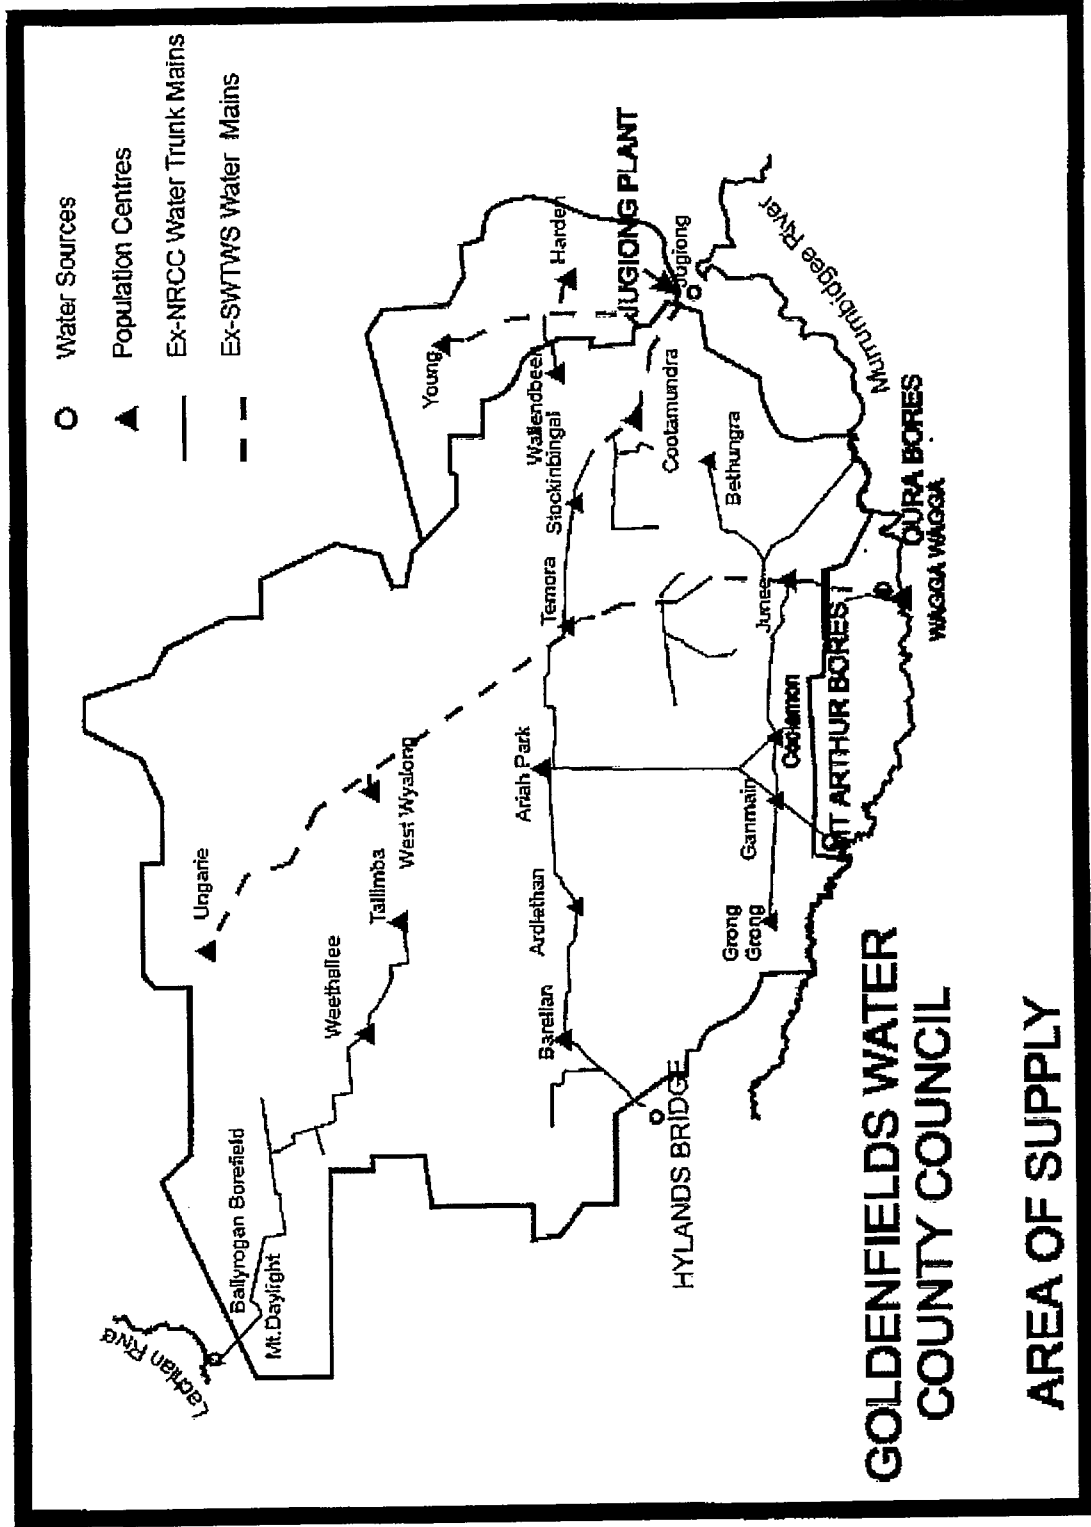 Water Sources
Population Centres
Ex-NRCC Water Trunk Mains
Ex-SWTWS Water Mains
Lachlan Rive
Ballyrogan Borefield
Mt.Daylight
Ungarie
Weethallee
Tallimba
West Wyalong
Young
Harden
Wallendbeen
Stockinbingal
Temora
Ariah Park
Ardlethan
Barellan
JUGIONG PLANT
Jugiong
Cootamundra
Bethungra
Junee
Coolamon
Ganmain
Grong
Grong
HYLANDS BRIDGE
Murrumbidgee River
OURA BORES
WAGGA WAGGA
MT ARTHUR BORES
GOLDENFIELDS WATER
COUNTY COUNCIL
AREA OF SUPPLY